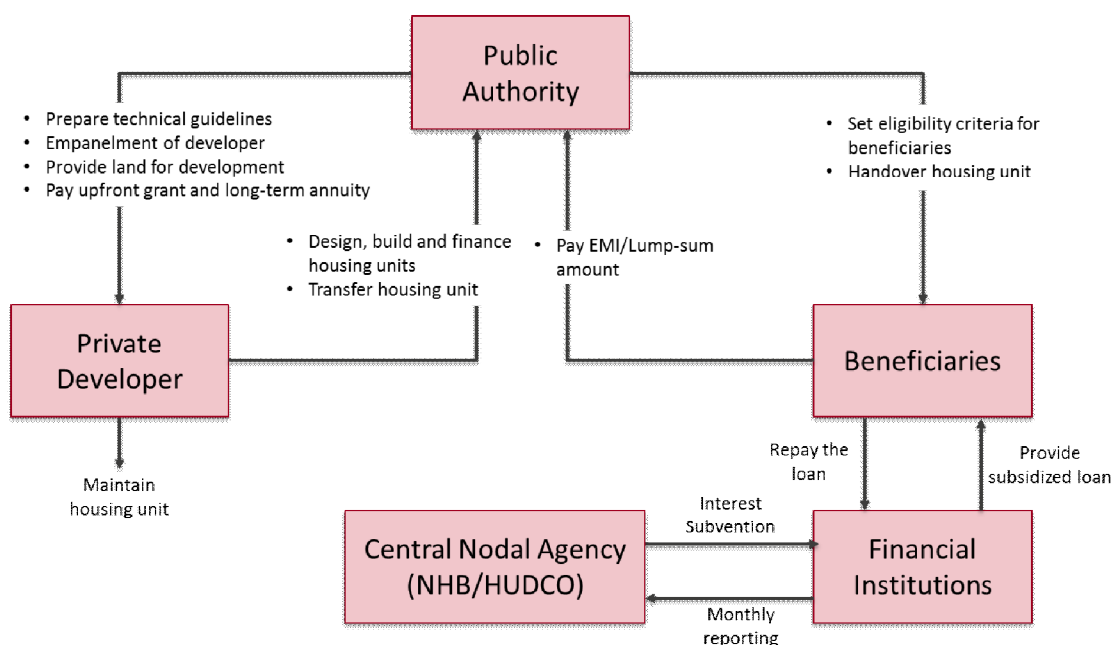 Public
Authority
• Prepare technical guidelines
• Empanelment of developer
• Provide land for development
• Pay upfront grant and long-term annuity
• Set eligibility criteria for
beneficiaries
• Handover housing unit
• Design, build and finance
housing units
• Transfer housing unit
• Pay EMI/Lump-sum
amount
Private
Developer
Beneficiaries
Maintain
housing unit
Repay the
loan
Provide
subsidized loan
Interest
Subvention
Central Nodal Agency
(NHB/HUDCO)
Financial
Institutions
Monthly
reporting